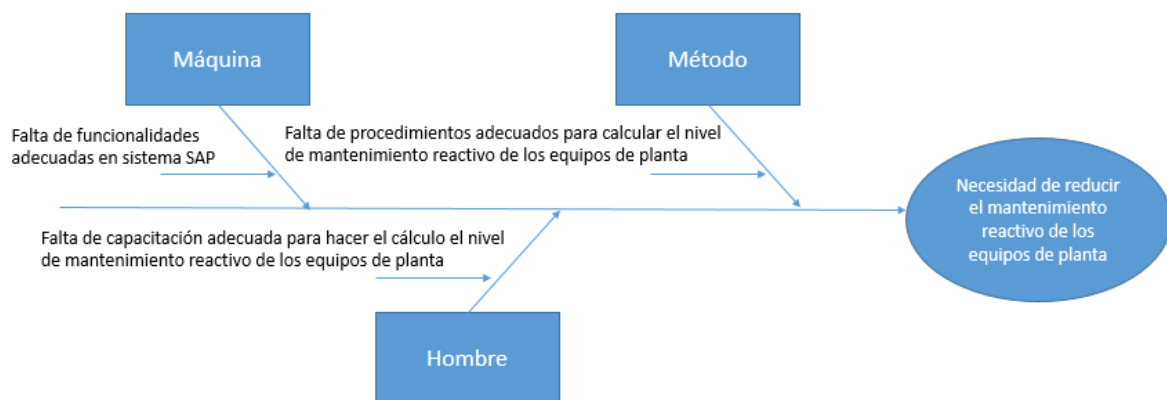 Máquina
Método
Falta de funcionalidades
adecuadas en sistema SAP
Falta de procedimientos adecuados para calcular el nivel
de mantenimiento reactivo de los equipos de planta
Necesidad de reducir
el mantenimiento
reactivo de los
equipos de planta
Falta de capacitación adecuada para hacer el cálculo el nivel
de mantenimiento reactivo de los equipos de planta
Hombre